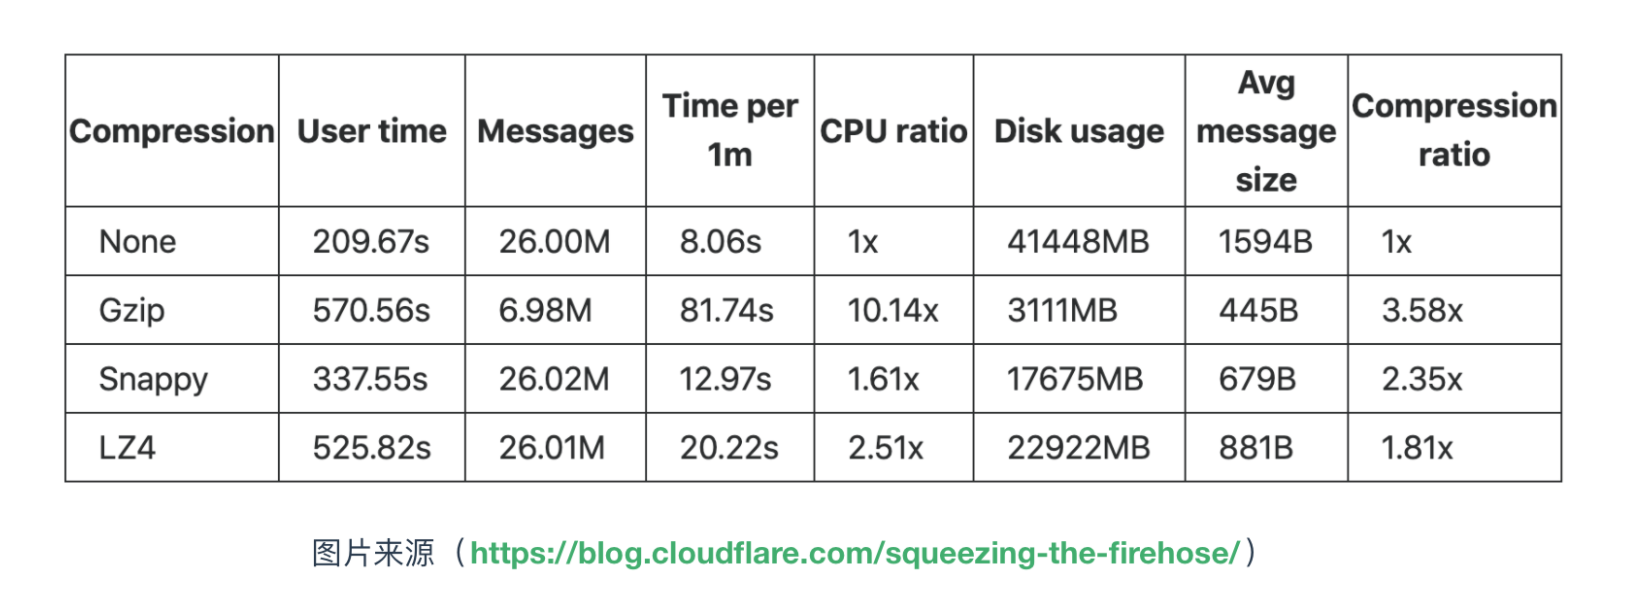 Compression User time Messages Time per 1m CPU ratio Disk usage Avg message size Compression ratio
None 209.67s 26.00M 8.06s 1x 41448MB 1594B 1x
Gzip 570.56s 6.98M 81.74s 10.14x 3111MB 445B 3.58x
Snappy 337.55s 26.02M 12.97s 1.61x 17675MB 679B 2.35x
LZ4 525.82s 26.01M 20.22s 2.51x 22922MB 881B 1.81x
图片来源（https://blog.cloudflare.com/squeezing-the-firehose/）